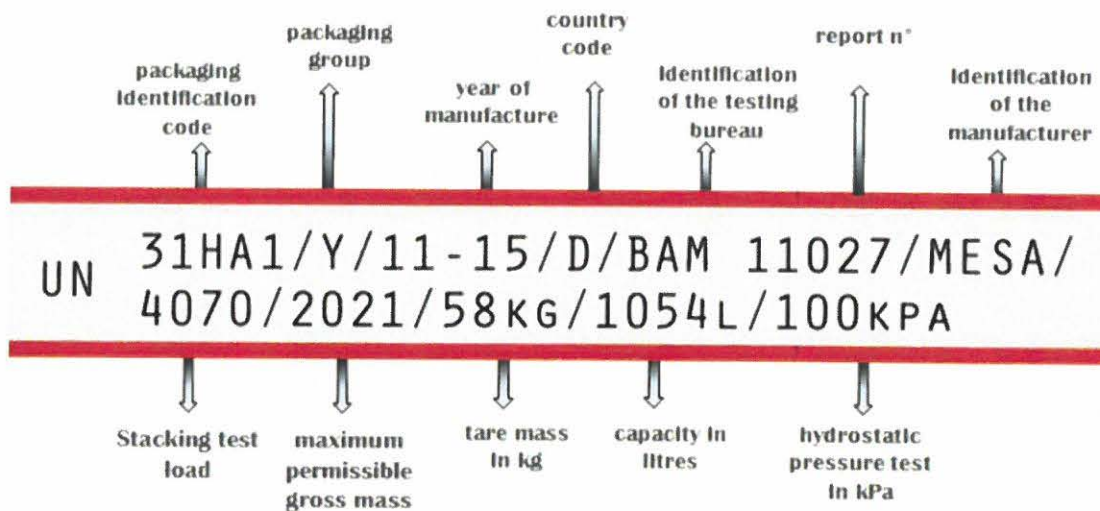 packaging
identification
code
packaging
group
year of
manufacture
country
code
Identification
of the testing
bureau
report n°
Identification
of the
manufacturer
UN
31HA1/Y/11-15/D/BAM 11027/MESA/
4070/2021/58KG/1054L/100KPA
Stacking test
load
maximum
permissible
gross mass
tare mass
in kg
capacity in
litres
hydrostatic
pressure test
in kPa